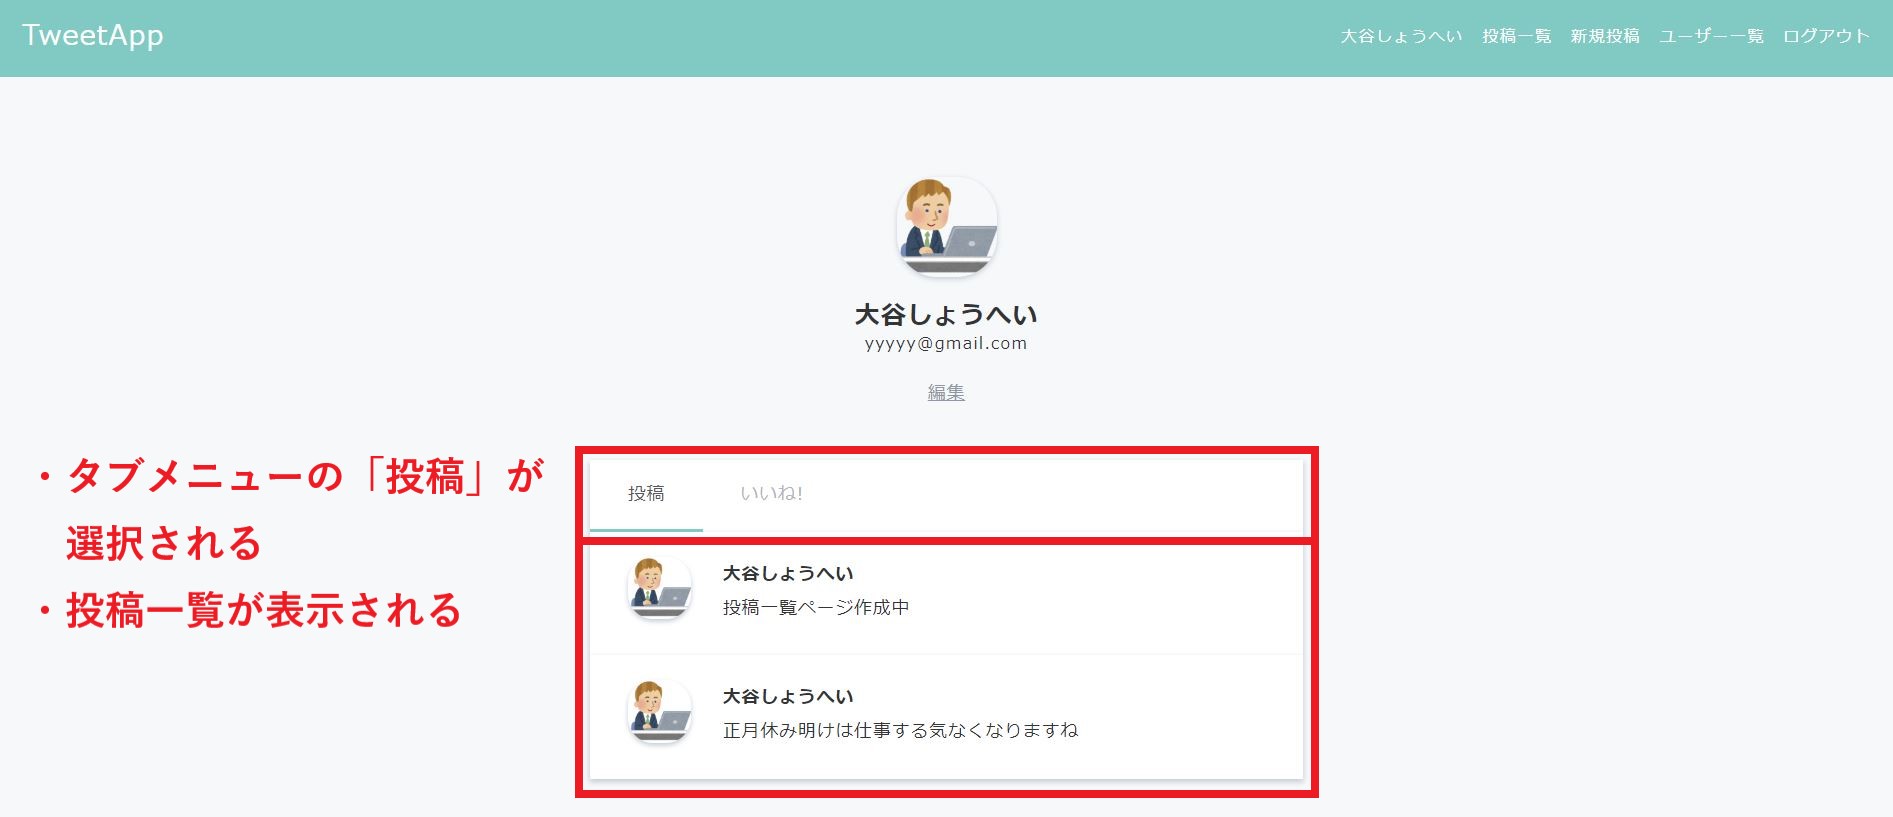 TweetApp
大谷しょうへい 投稿一覧 新規投稿 ユーザー一覧 ログアウト
大谷しょうへい
yyyyy@gmail.com
編集
・タブメニューの「投稿」が
選択される
・投稿一覧が表示される
投稿 いいね!
大谷しょうへい
投稿一覧ページ作成中
大谷しょうへい
正月休み明けは仕事する気なくなりますね